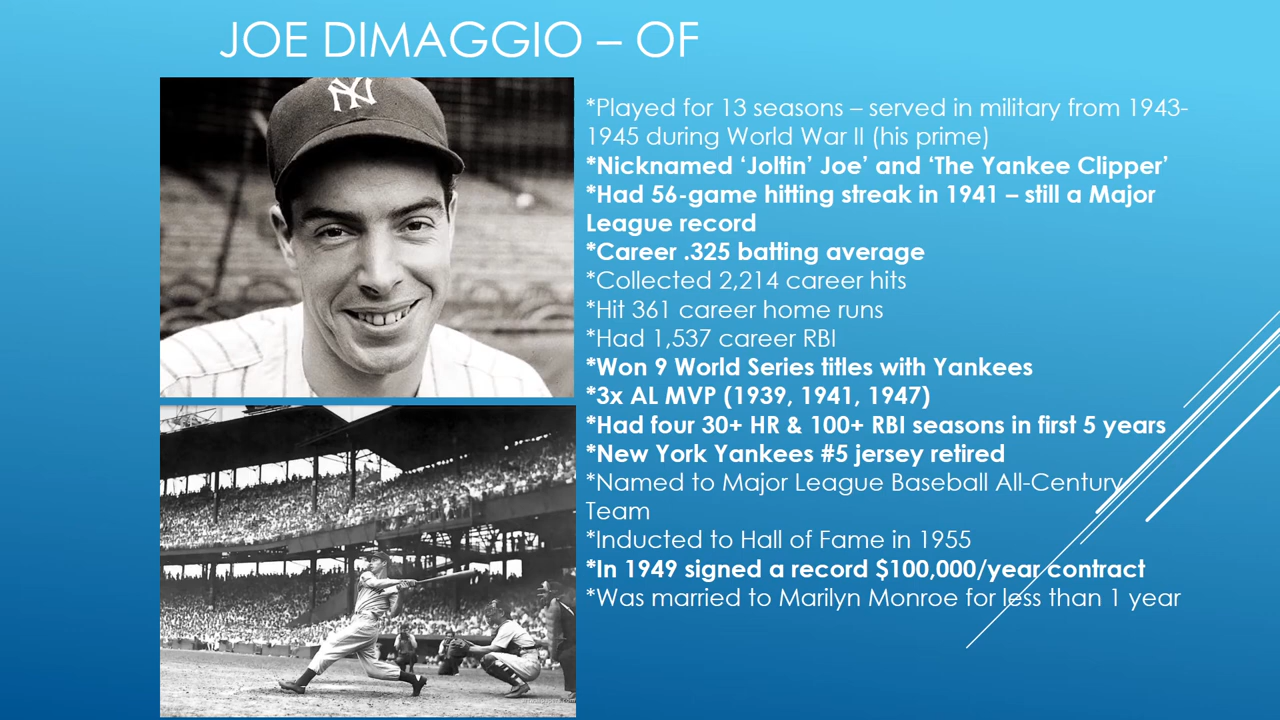 JOE DIMAGGIO – OF
NY
*Played for 13 seasons – served in military from 1943-
1945 during World War II (his prime)
*Nicknamed ‘Joltin’ Joe’ and ‘The Yankee Clipper’
*Had 56-game hitting streak in 1941 – still a Major
League record
*Career .325 batting average
*Collected 2,214 career hits
*Hit 361 career home runs
*Had 1,537 career RBI
*Won 9 World Series titles with Yankees
*3x AL MVP (1939, 1941, 1947)
*Had four 30+ HR & 100+ RBI seasons in first 5 years
*New York Yankees #5 jersey retired
*Named to Major League Baseball All-Century
Team
*Inducted to Hall of Fame in 1955
*In 1949 signed a record $100,000/year contract
*Was married to Marilyn Monroe for less than 1 year